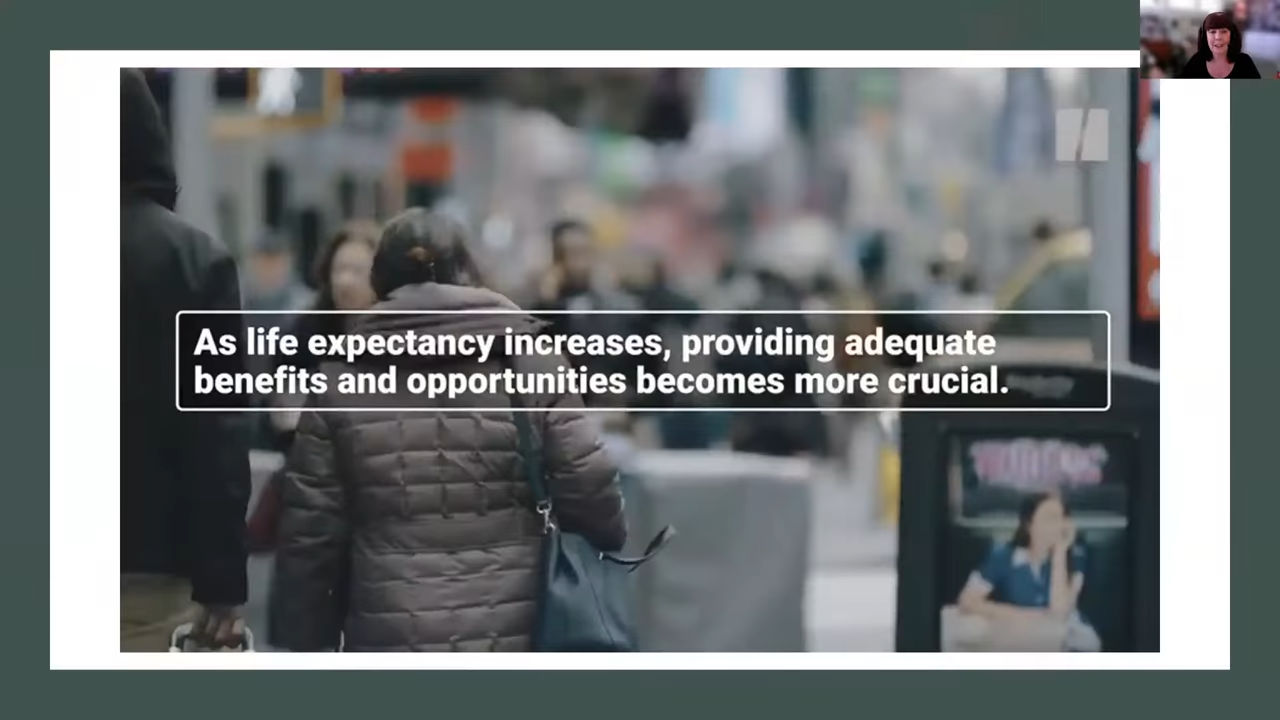 As life expectancy increases, providing adequate
benefits and opportunities becomes more crucial.